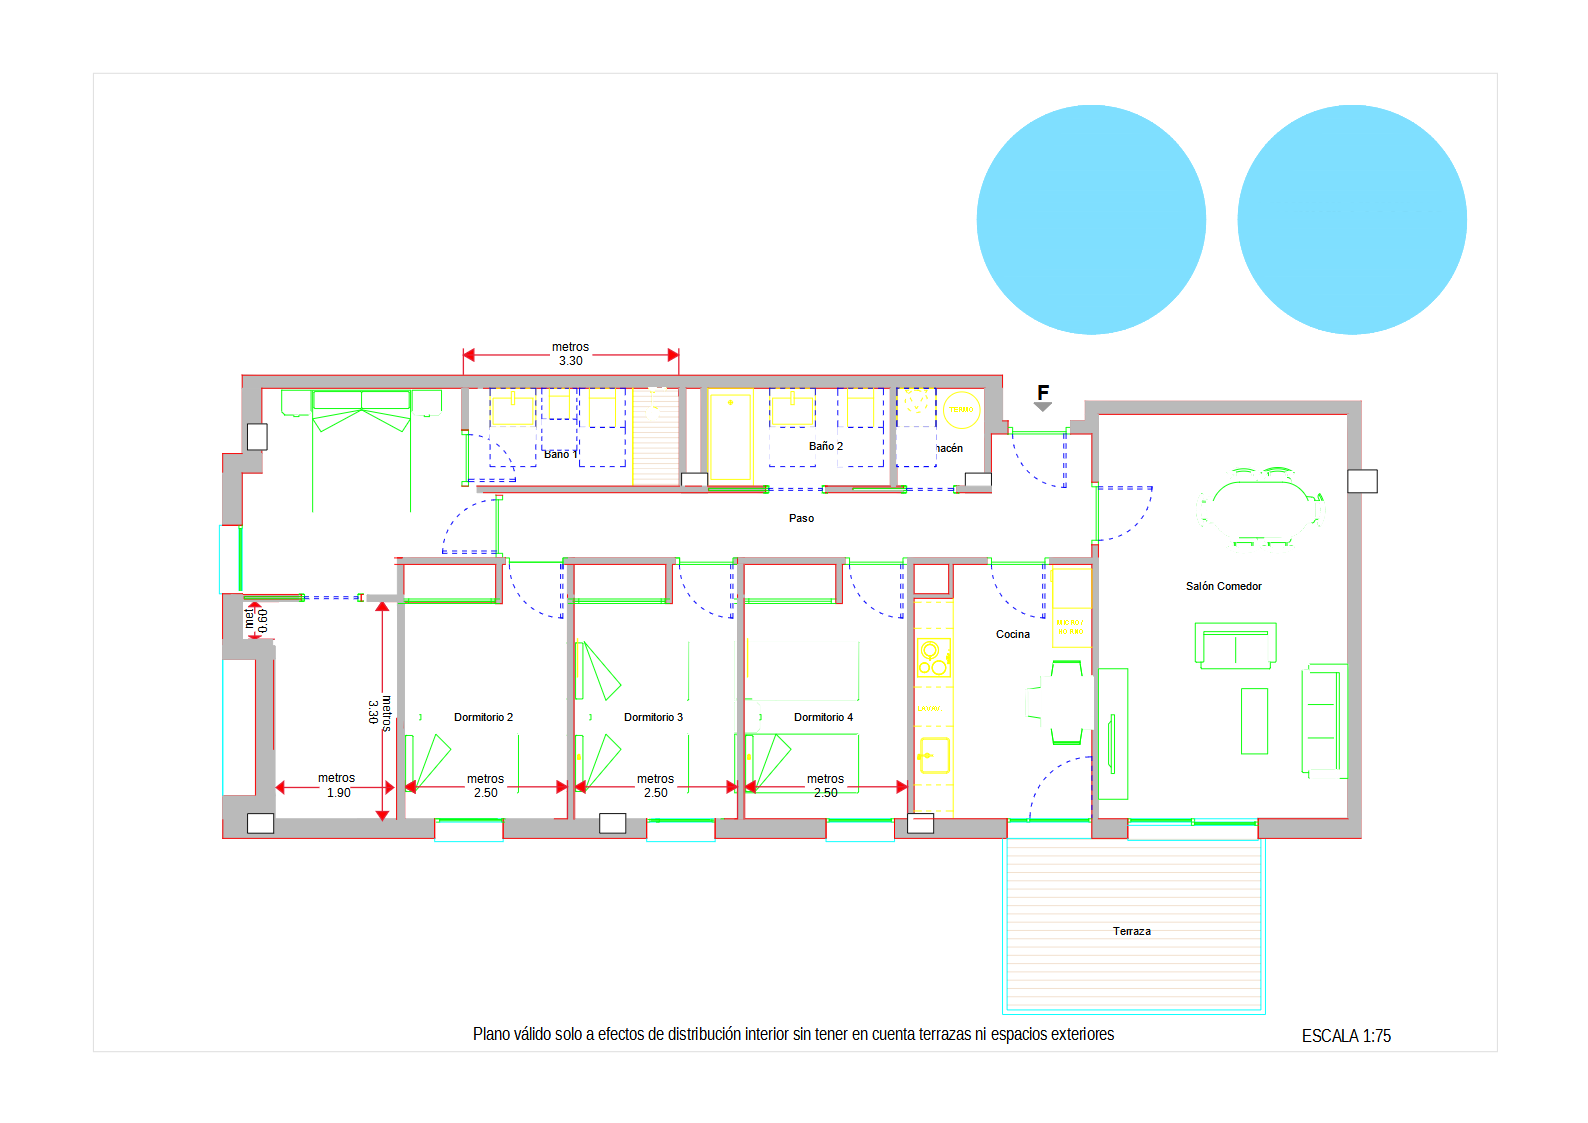 metros
3.30
F
TERMO
Baño 1
Baño 2
nacén
Paso
Salón Comedor
met
0.60
Cocina
metros
3.30
Dormitorio 2
Dormitorio 3
Dormitorio 4
metros
1.90
metros
2.50
metros
2.50
metros
2.50
Terraza
Plano válido solo a efectos de distribución interior sin tener en cuenta terrazas ni espacios exteriores
ESCALA 1:75